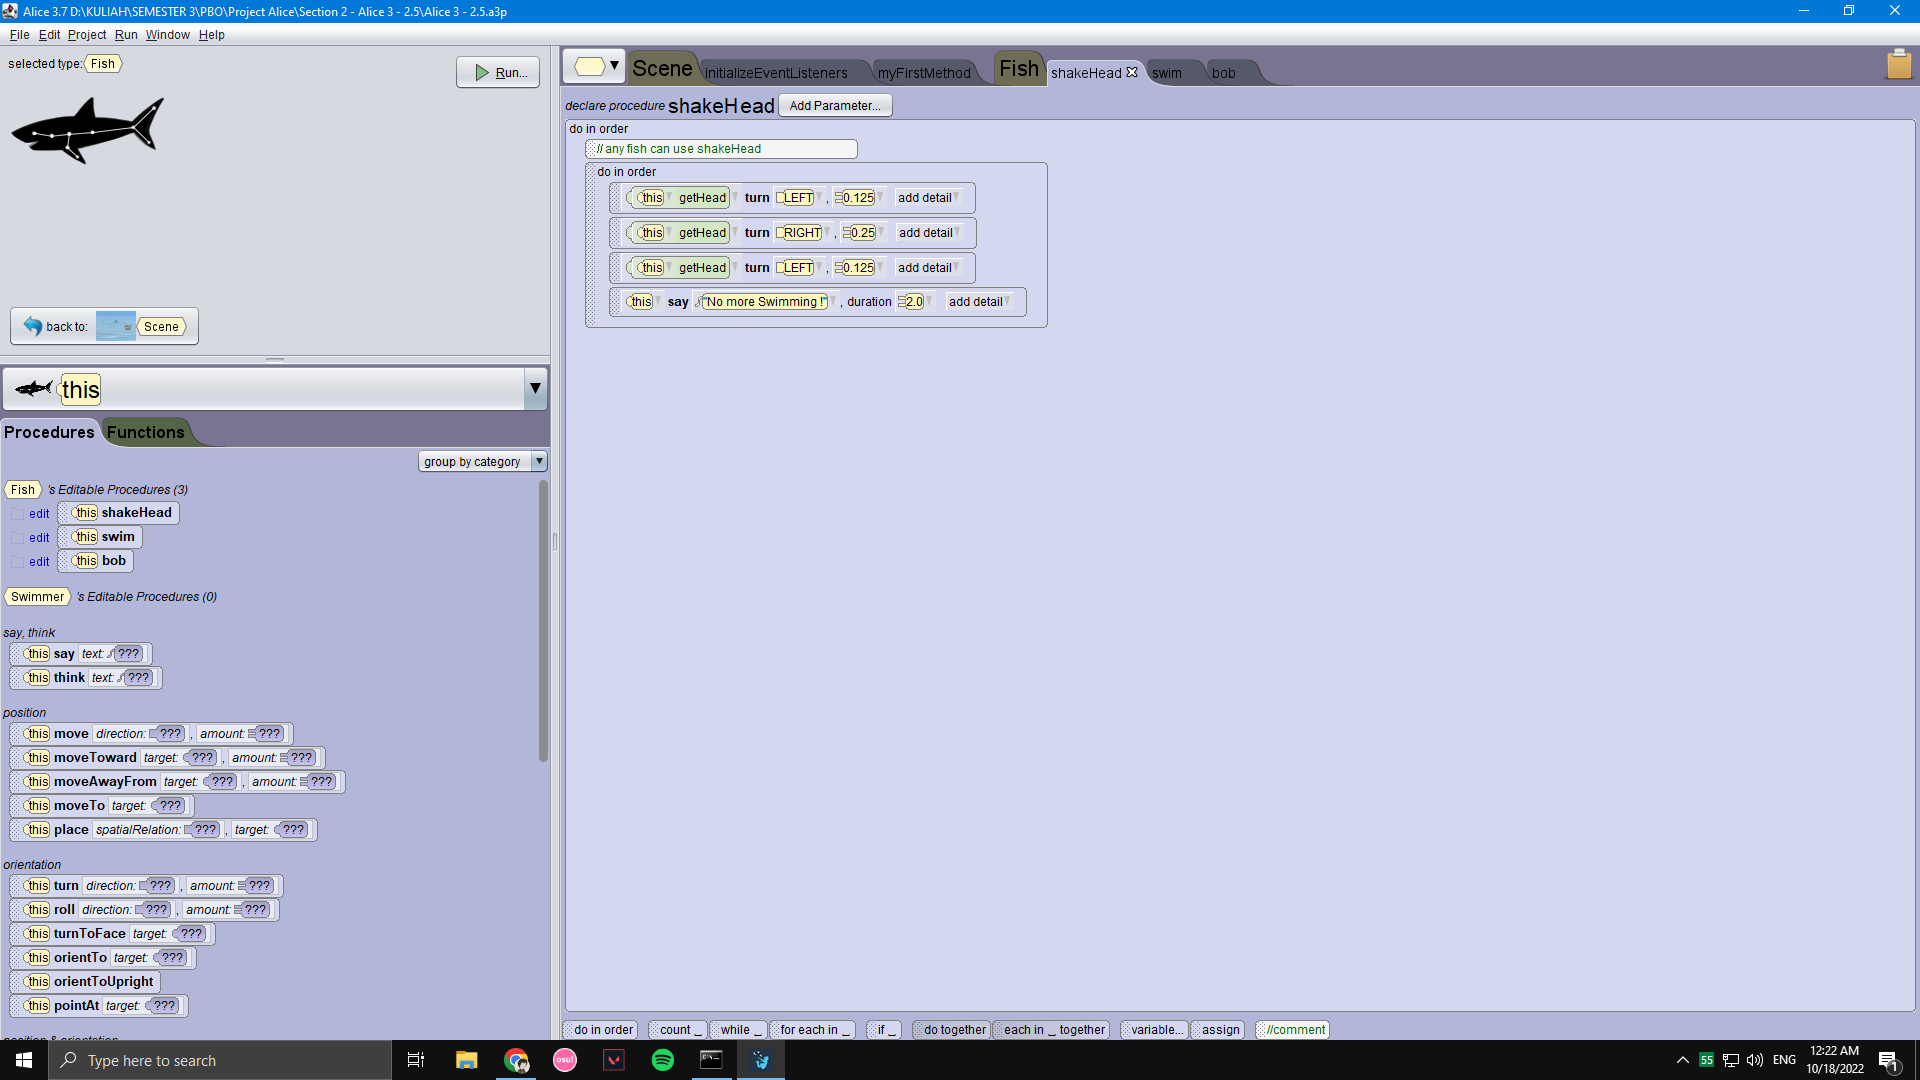 Alice 3.7 D:\KULIAH\SEMESTER 3\PBO\Project Alice\Section 2 - Alice 3 - 2.5\Alice 3 - 2.5.a3p
File Edit Project Run Window Help
selected type: Fish
Run...
back to: Scene
this
Procedures Functions
group by category
Fish 's Editable Procedures (3)
edit this shakeHead
edit this swim
edit this bob
Swimmer 's Editable Procedures (0)
say, think
this say text: ???
this think text: ???
position
this move direction: ??? , amount: ???
this moveToward target: ??? , amount: ???
this moveAwayFrom target: ??? , amount: ???
this moveTo target: ???
this place spatialRelation: ??? , target: ???
orientation
this turn direction: ??? , amount: ???
this roll direction: ??? , amount: ???
this turnToFace target: ???
this orientTo target: ???
this orientToUpright
this pointAt target: ???
position & orientation
Scene initializeEventListeners myFirstMethod Fish shakeHead swim bob
declare procedure shakeHead Add Parameter...
do in order
// any fish can use shakeHead
do in order
this getHead turn LEFT , 0.125 add detail
this getHead turn RIGHT , 0.25 add detail
this getHead turn LEFT , 0.125 add detail
this say "No more Swimming !" , duration 2.0 add detail
do in order count _ while _ for each in _ if _ do together each in _ together variable... assign //comment
Type here to search
osu!
55
ENG
12:22 AM
10/18/2022
1